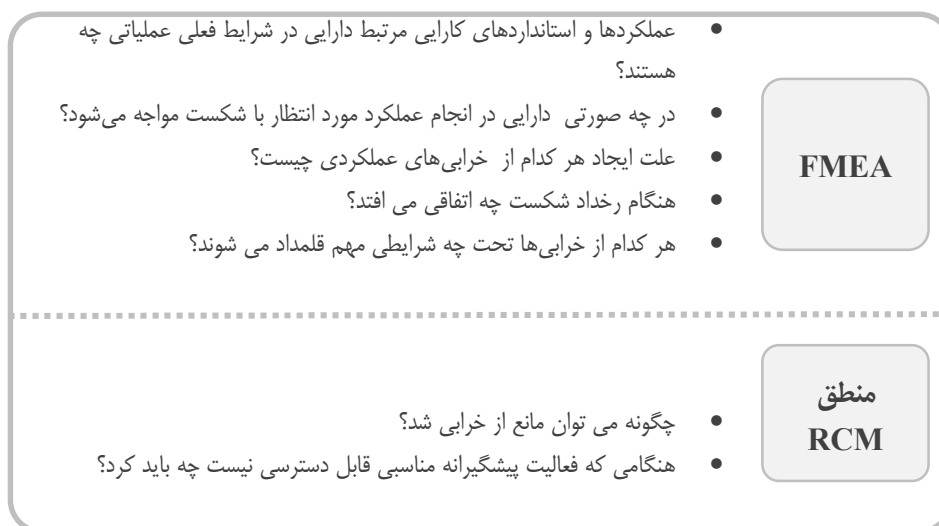 • عملکردها و استانداردهای کارایی مرتبط دارایی در شرایط فعلی عملیاتی چه
هستند؟
• در چه صورتی دارایی در انجام عملکرد مورد انتظار با شکست مواجه می‌شود؟
• علت ایجاد هر کدام از خرابی‌های عملکردی چیست؟
• هنگام رخداد شکست چه اتفاقی می افتد؟
• هر کدام از خرابی‌ها تحت چه شرایطی مهم قلمداد می شوند؟
FMEA
منطق
RCM
• چگونه می توان مانع از خرابی شد؟
• هنگامی که فعالیت پیشگیرانه مناسبی قابل دسترسی نیست چه باید کرد؟